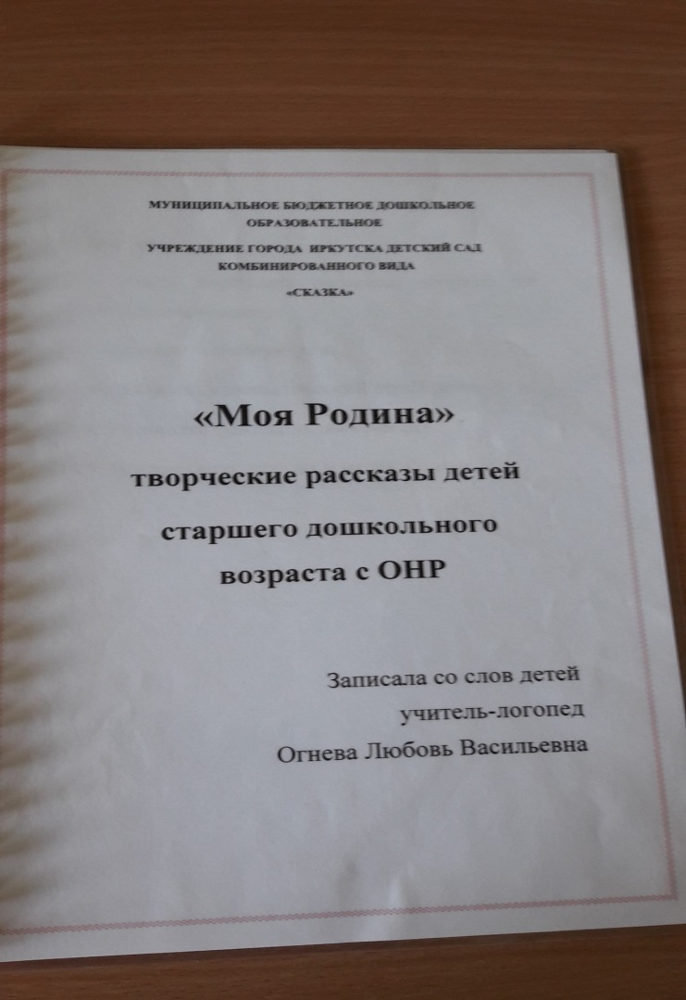 МУНИЦИПАЛЬНОЕ БЮДЖЕТНОЕ ДОШКОЛЬНОЕ
ОБРАЗОВАТЕЛЬНОЕ
УЧРЕЖДЕНИЕ ГОРОДА ИРКУТСКА ДЕТСКИЙ САД
КОМБИНИРОВАННОГО ВИДА
«СКАЗКА»
«Моя Родина»
творческие рассказы детей
старшего дошкольного
возраста с ОНР
Записала со слов детей
учитель-логопед
Огнева Любовь Васильевна